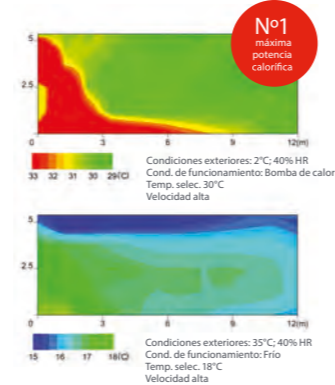 Nº1
máxima
potencia
calorífica
5.
2.5
0 3 6 9 12(m)
33 32 31 30 29(℃)
Condiciones exteriores: 2°C; 40% HR
Cond. de funcionamiento: Bomba de calor
Temp. selec. 30°C
Velocidad alta
5.
2.5
0 3 6 9 12(m)
15 16 17 18(℃)
Condiciones exteriores: 35°C; 40% HR
Cond. de funcionamiento: Frío
Temp. selec. 18°C
Velocidad alta